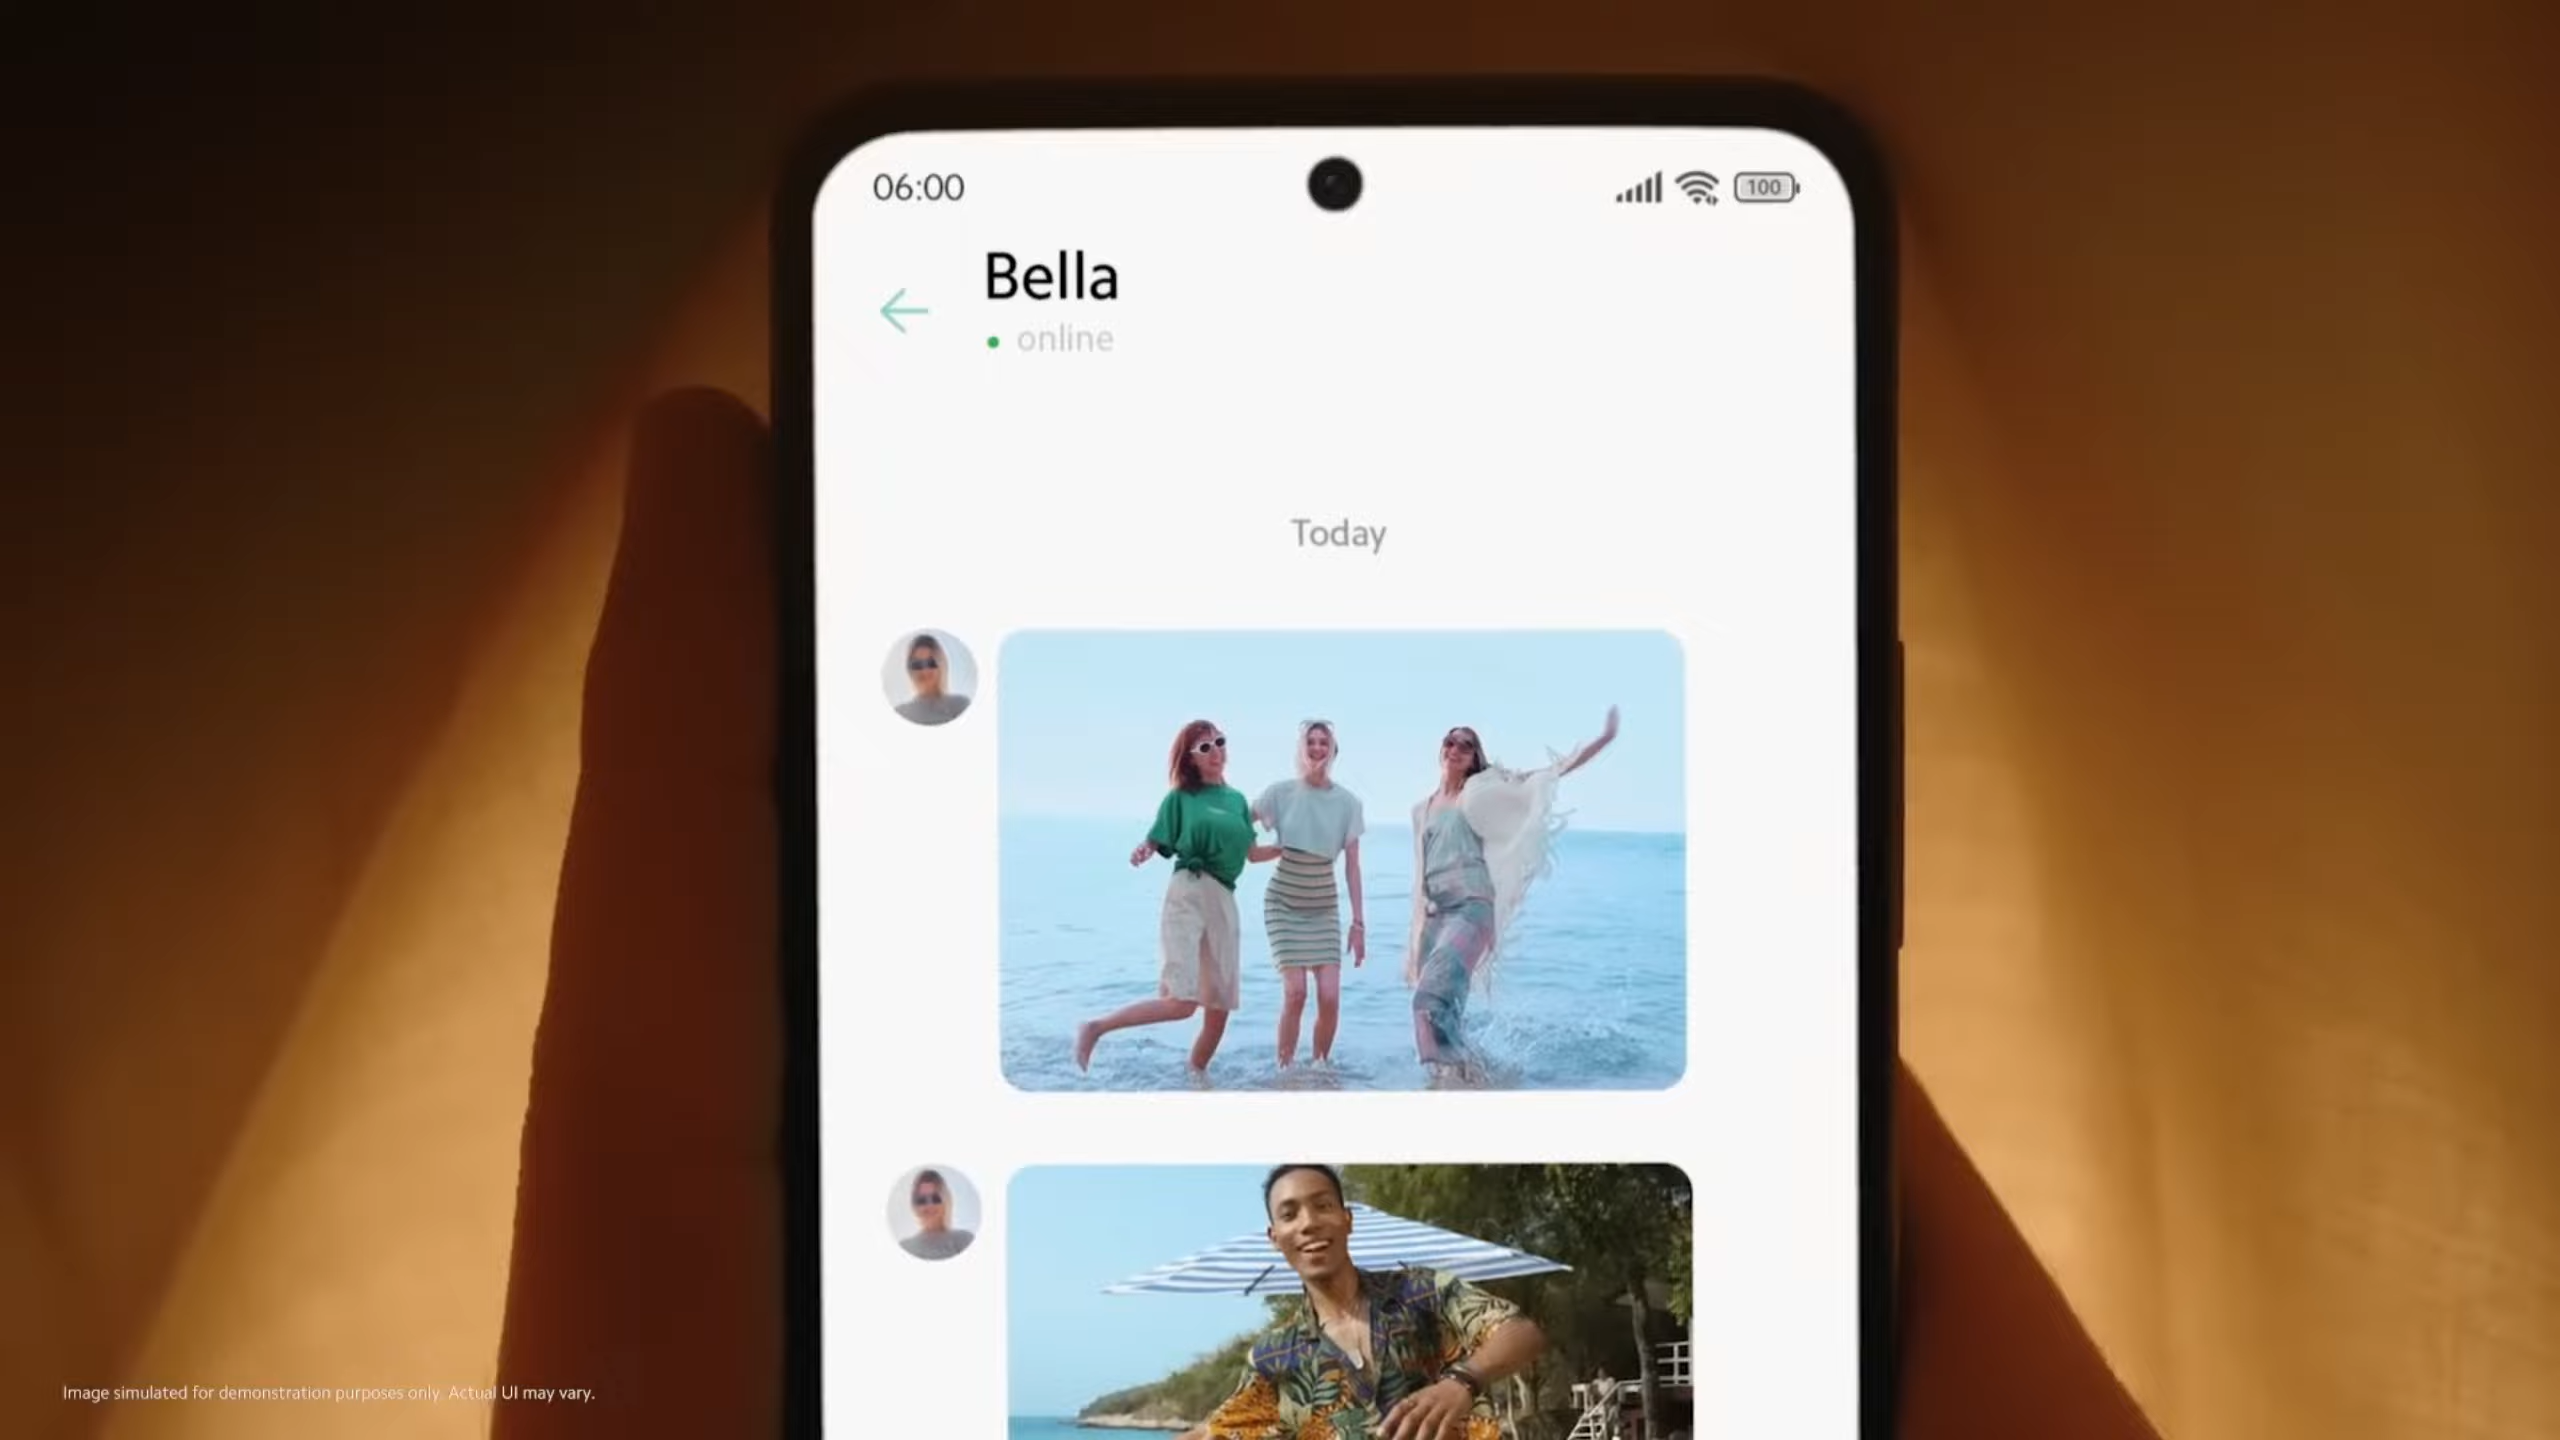 06:00
100
Bella
online
Today
Image simulated for demonstration purposes only. Actual UI may vary.